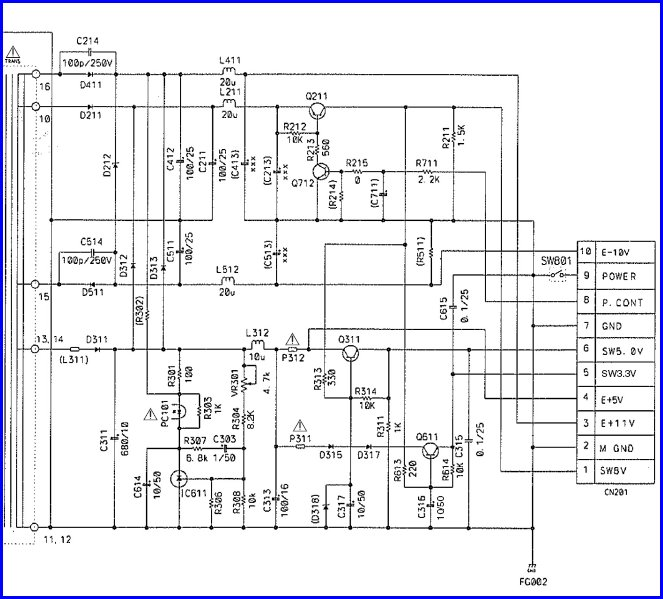 C214
100p/250V
TRANS
16
D411
L411
20u
L211
20u
10
D211
Q211
R212
10K
R213
560
R211
1.5K
D212
C412
100/25
C211
100/25
(C413)
***
(C213)
***
Q712
R215
0
R711
2.2K
(R214)
(C711)
C514
100p/250V
D312
D313
C511
100/25
(C513)
***
(R511)
L512
20u
15
D511
(R302)
C615
0.1/25
SW801
10 E-10V
9 POWER
8 P.CONT
7 GND
6 SW5.0V
5 SW3.3V
4 E+5V
3 E+11V
2 M GND
1 SW8V
CN201
13, 14
D311
(L311)
L312
10u
P312
Q311
R301
100
VR301
4.7k
R313
330
R314
10K
PC101
R303
1K
R304
8.2K
R311
1K
C311
680/10
R307
6.8k
C303
1/50
P311
D315
D317
Q611
C315
0.1/25
C614
10/50
IC611
R306
R308
10k
C313
100/16
(D318)
C317
10/50
R613
220
R614
10K
C316
10/50
11, 12
FG002